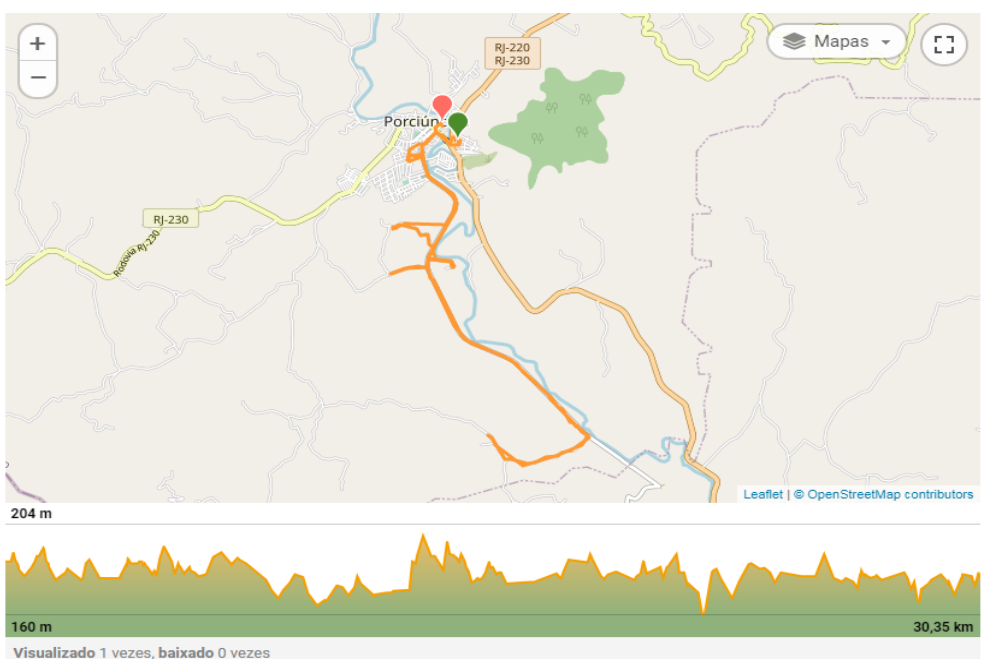 +
Mapas
−
RJ-220
RJ-230
Porciún
RJ-230
Rodovia RJ-230
Leaflet | © OpenStreetMap contributors
204 m
160 m
30,35 km
Visualizado 1 vezes, baixado 0 vezes